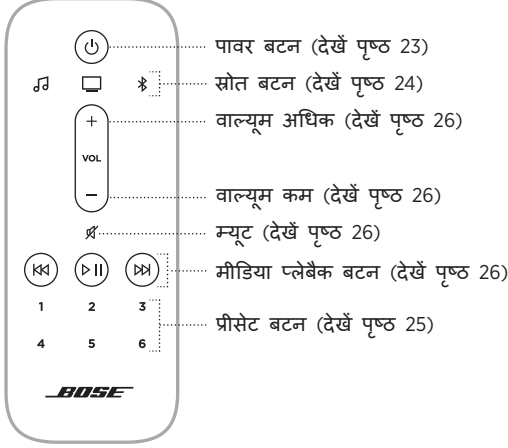 पावर बटन (देखें पृष्ठ 23)
स्रोत बटन (देखें पृष्ठ 24)
+ वाल्यूम अधिक (देखें पृष्ठ 26)
VOL
– वाल्यूम कम (देखें पृष्ठ 26)
म्यूट (देखें पृष्ठ 26)
मीडिया प्लेबैक बटन (देखें पृष्ठ 26)
1 2 3
प्रीसेट बटन (देखें पृष्ठ 25)
4 5 6
BOSE